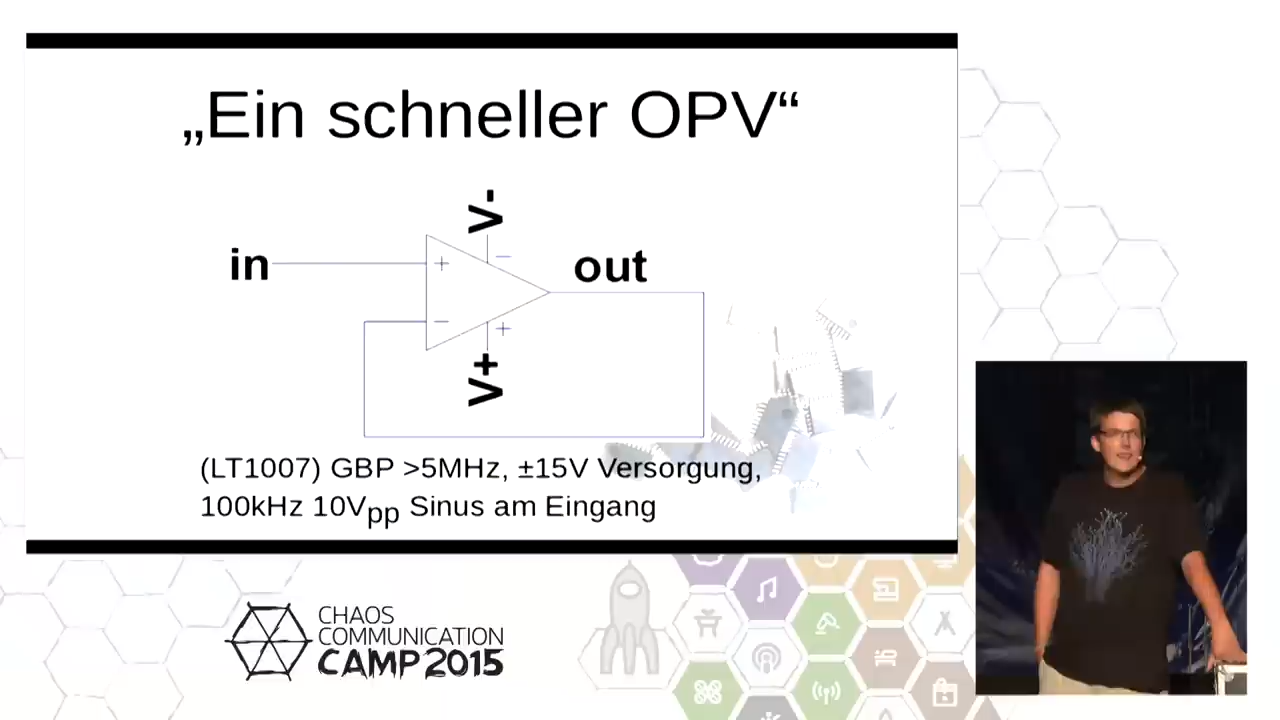 „Ein schneller OPV“
V-
in
+
−
out
−
+
V+
(LT1007) GBP >5MHz, ±15V Versorgung,
100kHz 10Vpp Sinus am Eingang
CHAOS
COMMUNICATION
CAMP 2015